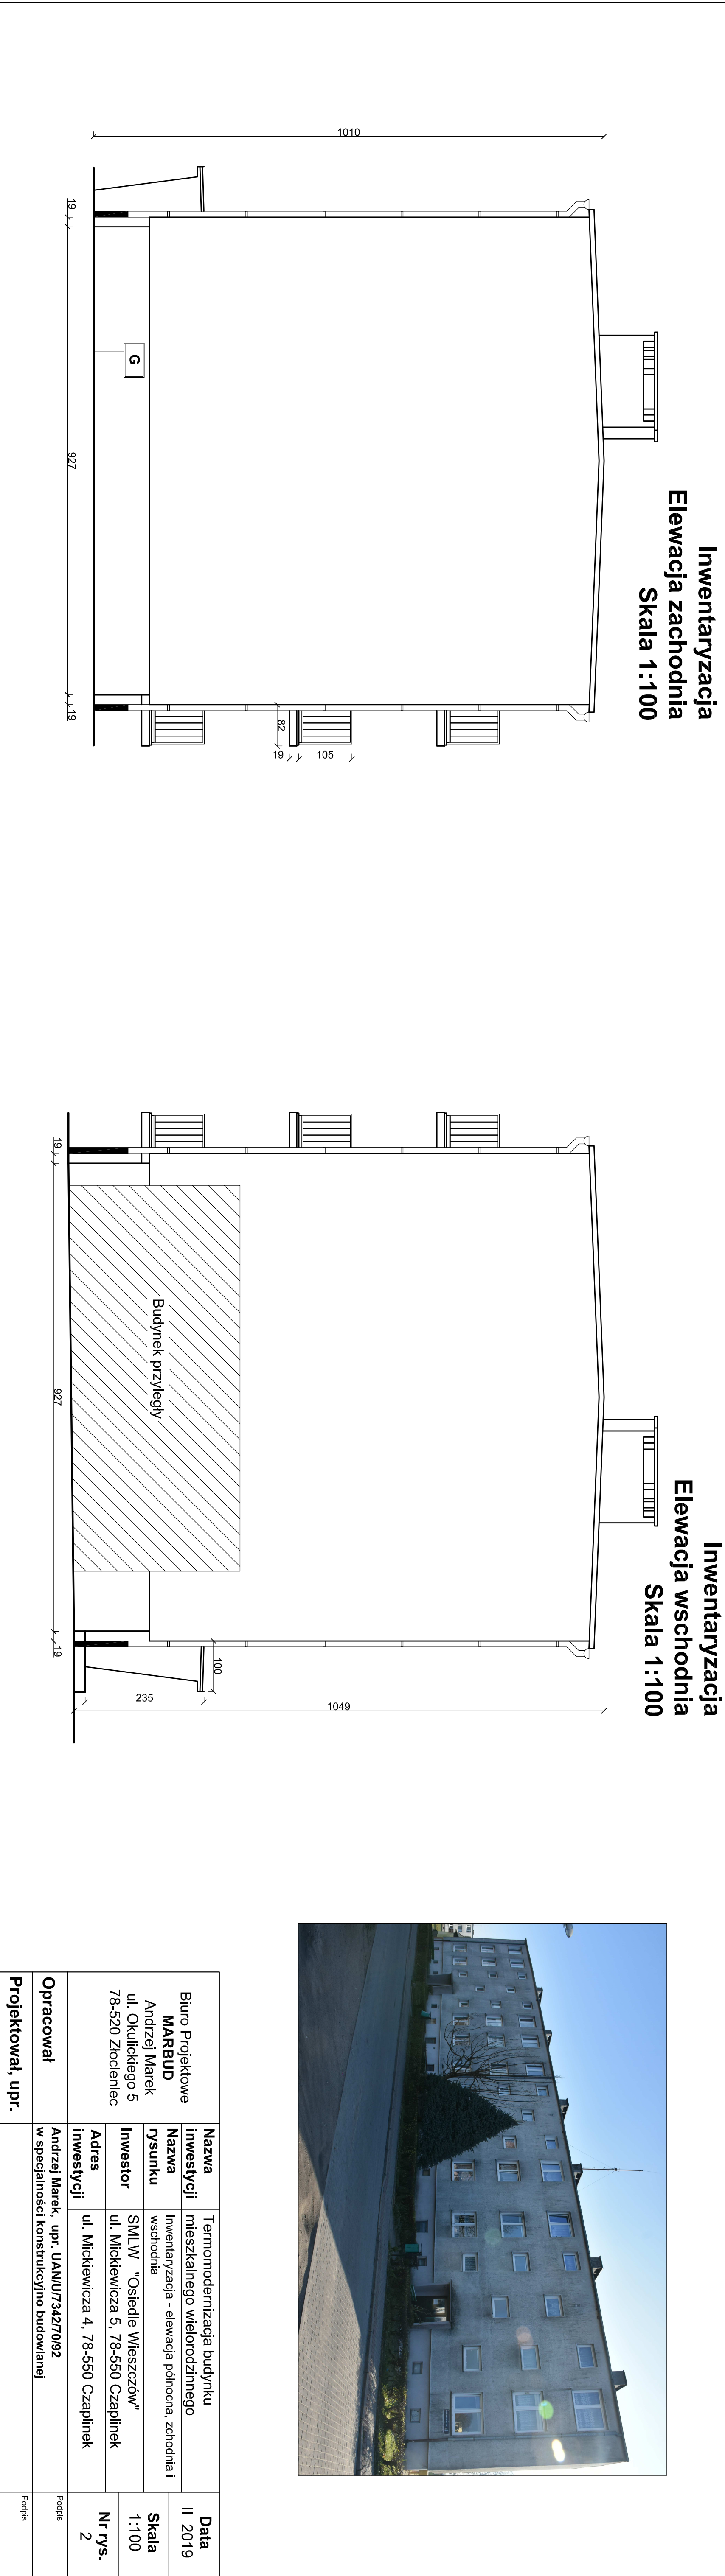 Inwentaryzacja
Elewacja zachodnia
Skala 1:100
1010
19
927
19
G
82
19
105
Inwentaryzacja
Elewacja wschodnia
Skala 1:100
19
927
19
Budynek przyległy
100
235
1049
Biuro Projektowe
MARBUD
Andrzej Marek
ul. Okulickiego 5
78-520 Złocieniec
Nazwa
inwestycji
Termomodernizacja budynku
mieszkalnego wielorodzinnego
Data
II 2019
Nazwa
rysunku
Inwentaryzacja - elewacja północna, zchodnia i
wschodnia
Skala
1:100
Inwestor
SMLW "Osiedle Wieszczów"
ul. Mickiewicza 5, 78-550 Czaplinek
Adres
inwestycji
ul. Mickiewicza 4, 78-550 Czaplinek
Nr rys.
2
Opracował
Andrzej Marek, upr. UAN/U/7342/70/92
w specjalności konstrukcyjno budowlanej
Podpis
Projektował, upr.
Podpis